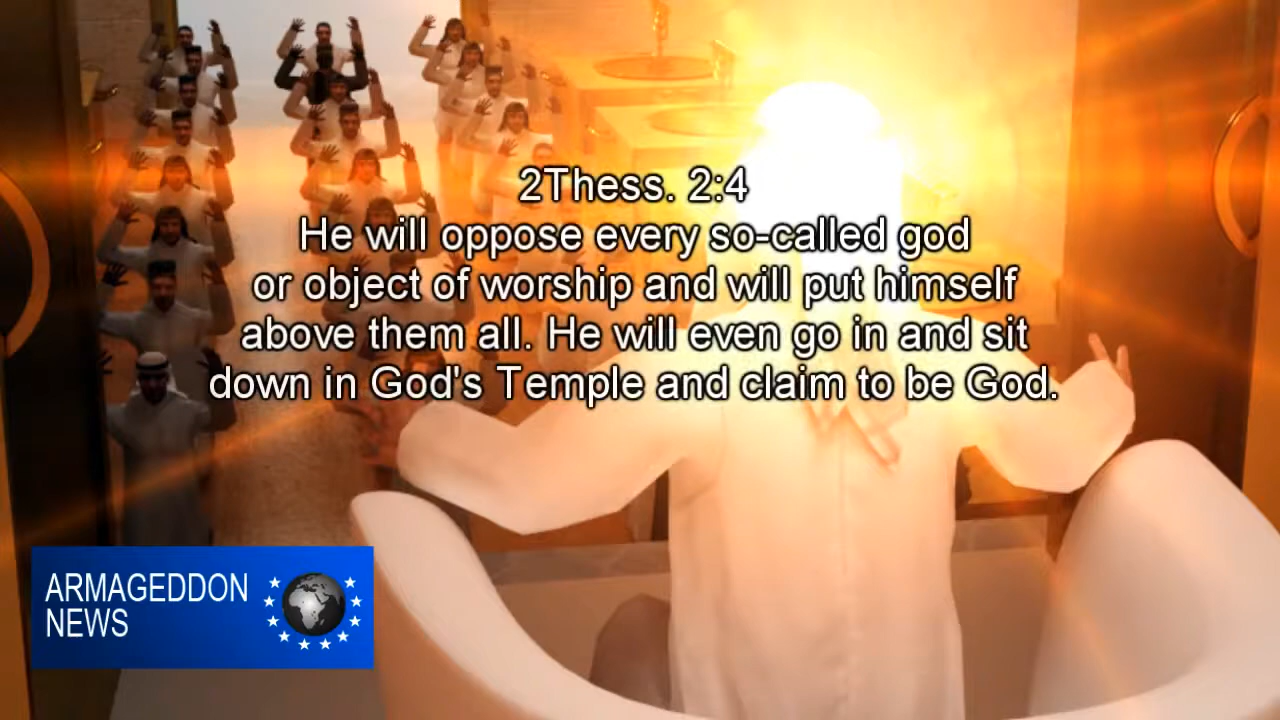 2Thess. 2:4
He will oppose every so-called god
or object of worship and will put himself
above them all. He will even go in and sit
down in God's Temple and claim to be God.
ARMAGEDDON
NEWS